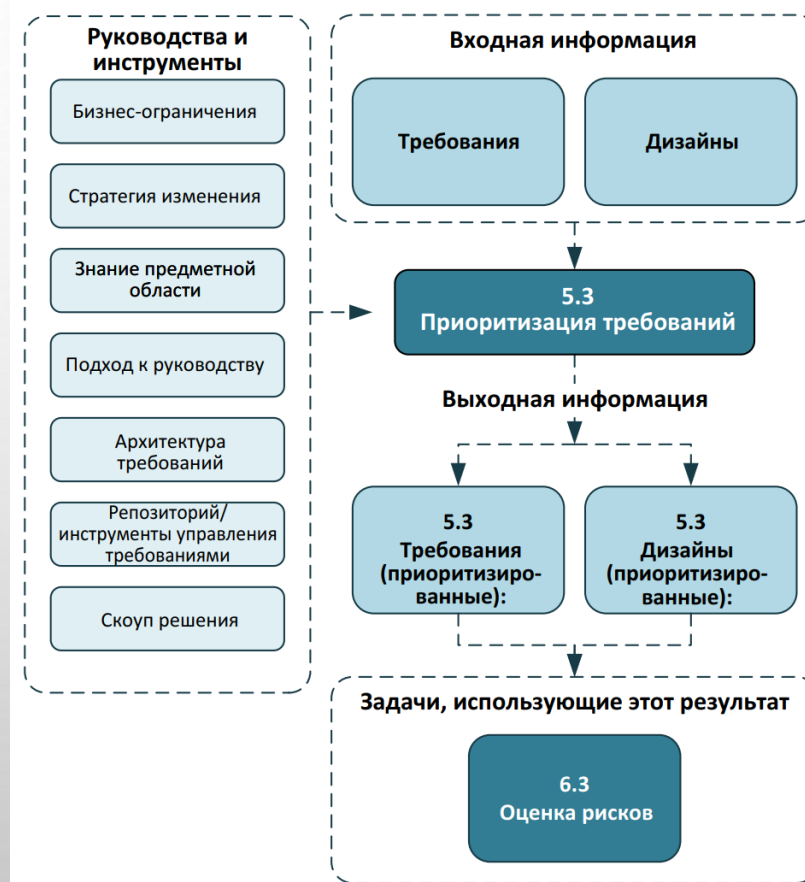 Руководства и
инструменты
Бизнес-ограничения
Стратегия изменения
Знание предметной
области
Подход к руководству
Архитектура
требований
Репозиторий/
инструменты управления
требованиями
Скоуп решения
Входная информация
Требования
Дизайны
5.3
Приоритизация требований
Выходная информация
5.3
Требования
(приоритизиро-
ванные):
5.3
Дизайны
(приоритизиро-
ванные):
Задачи, использующие этот результат
6.3
Оценка рисков